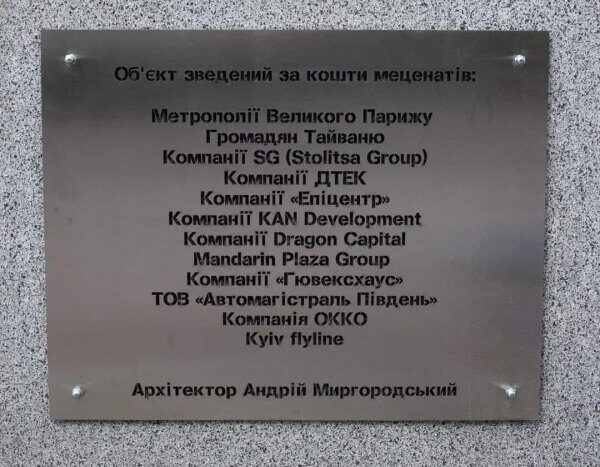 Об'єкт зведений за кошти меценатів:
Метрополії Великого Парижу
Громадян Тайваню
Компанії SG (Stolitsa Group)
Компанії ДТЕК
Компанії «Епіцентр»
Компанії KAN Development
Компанії Dragon Capital
Mandarin Plaza Group
Компанії «Гювексхаус»
ТОВ «Автомагістраль Південь»
Компанія ОККО
Kyiv flyline
Архітектор Андрій Миргородський